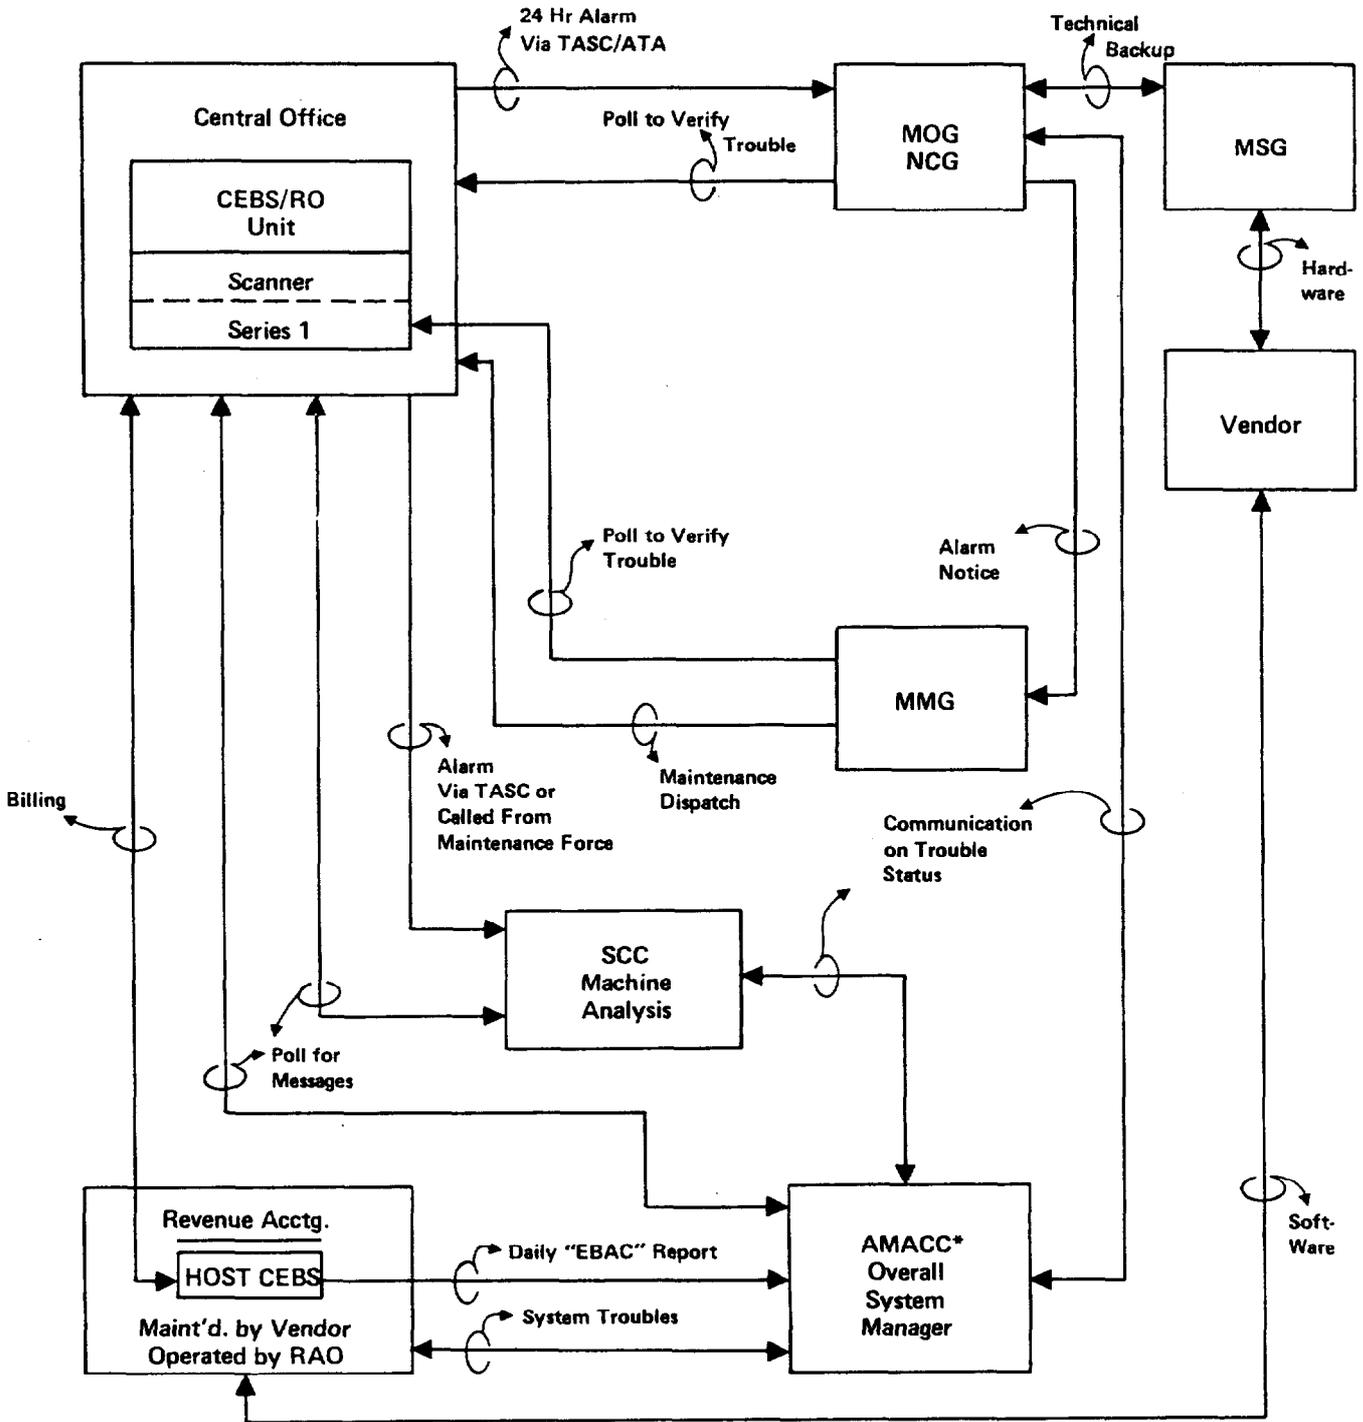 24 Hr Alarm
Via TASC/ATA
Technical
Backup
Central Office
Poll to Verify
Trouble
MOG
NCG
MSG
CEBS/RO
Unit
Scanner
Series 1
Hard-
ware
Vendor
Poll to Verify
Trouble
Alarm
Notice
MMG
Alarm
Via TASC or
Called From
Maintenance Force
Maintenance
Dispatch
Billing
Communication
on Trouble
Status
SCC
Machine
Analysis
Poll for
Messages
Revenue Acctg.
HOST CEBS
Maint'd. by Vendor
Operated by RAO
Daily "EBAC" Report
System Troubles
AMACC*
Overall
System
Manager
Soft-
Ware